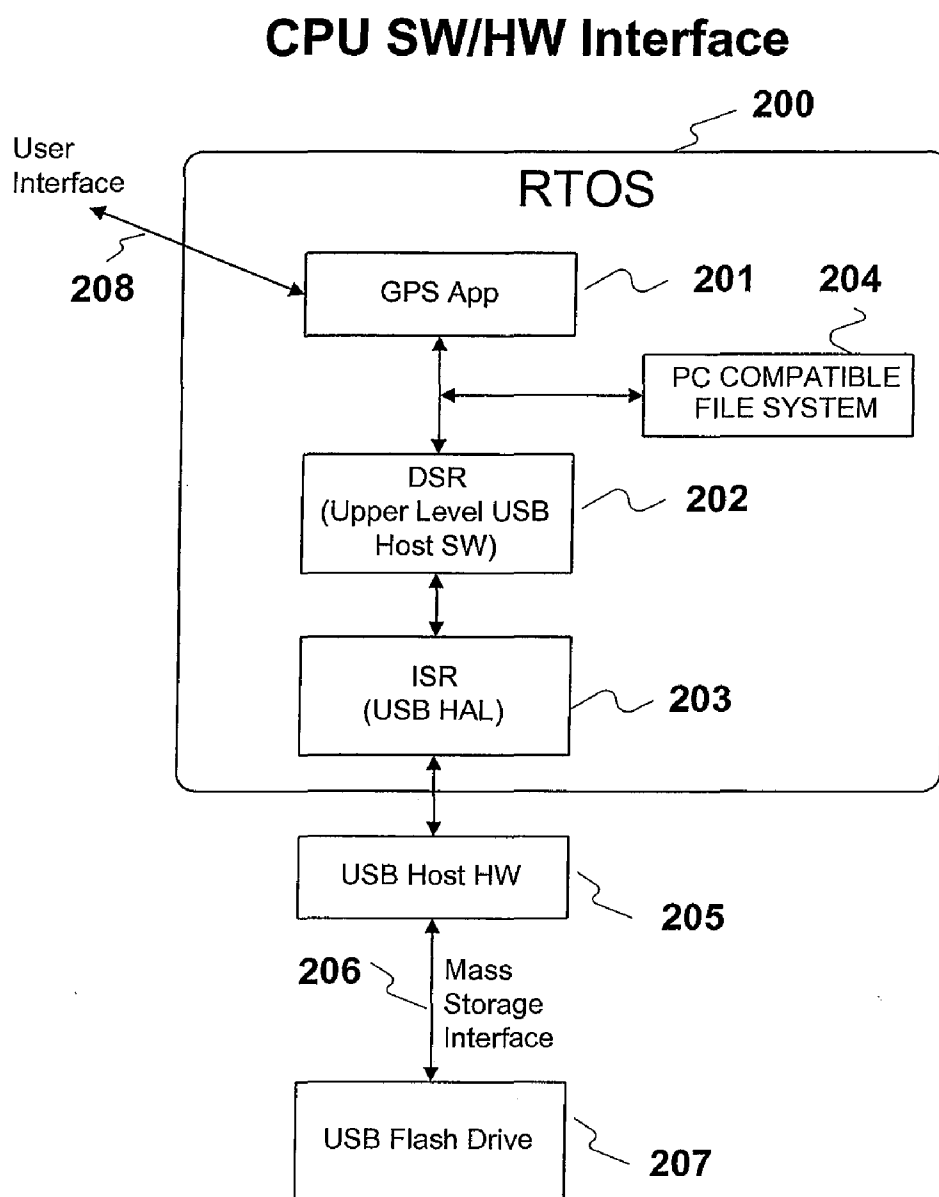 CPU SW/HW Interface
200
User
Interface
RTOS
208
GPS App
201
204
PC COMPATIBLE
FILE SYSTEM
DSR
(Upper Level USB
Host SW)
202
ISR
(USB HAL)
203
USB Host HW
205
206
Mass
Storage
Interface
USB Flash Drive
207